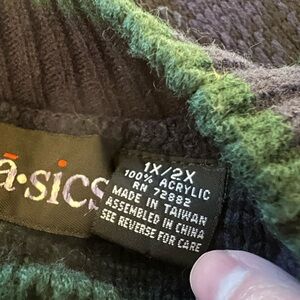 ā·sics
1X/2X
100% ACRYLIC
RN 72882
MADE IN TAIWAN
ASSEMBLED IN CHINA
SEE REVERSE FOR CARE